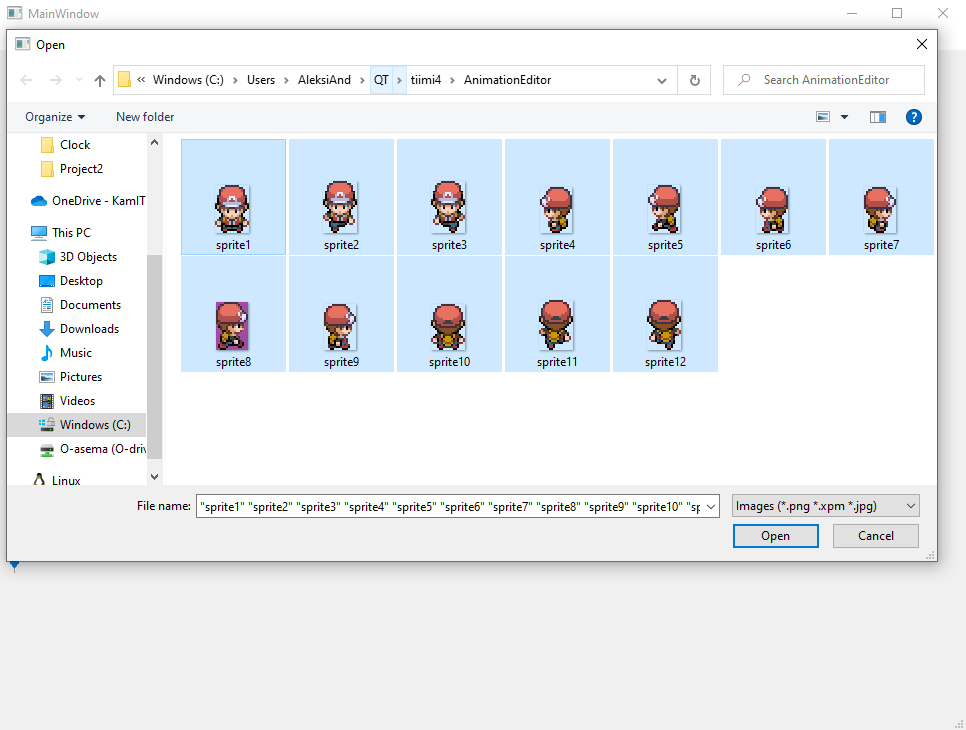 MainWindow
Open
« Windows (C:) › Users › AleksiAnd › QT › tiimi4 › AnimationEditor
Search AnimationEditor
Organize
New folder
?
Clock
Project2
OneDrive - KamIT
This PC
3D Objects
Desktop
Documents
Downloads
Music
Pictures
Videos
Windows (C:)
O-asema (O-driv
Linux
sprite1 sprite2 sprite3 sprite4 sprite5 sprite6 sprite7
sprite8 sprite9 sprite10 sprite11 sprite12
File name: "sprite1" "sprite2" "sprite3" "sprite4" "sprite5" "sprite6" "sprite7" "sprite8" "sprite9" "sprite10" "sp
Images (*.png *.xpm *.jpg)
Open
Cancel